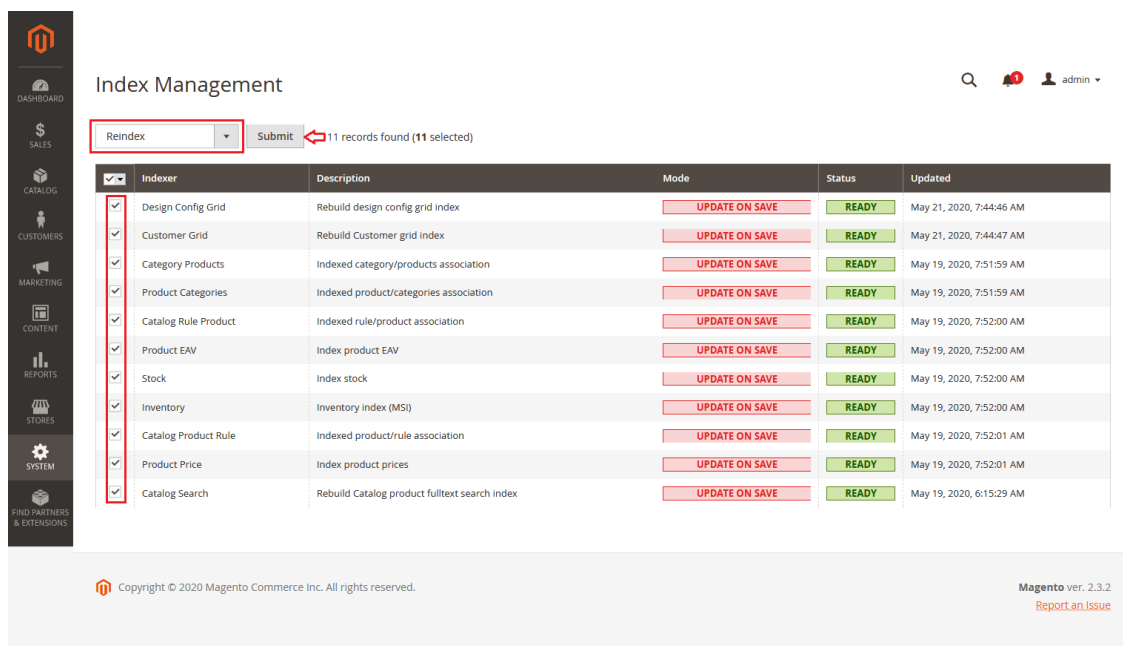 Index Management
1
admin
DASHBOARD
SALES
CATALOG
CUSTOMERS
MARKETING
CONTENT
REPORTS
STORES
SYSTEM
FIND PARTNERS
& EXTENSIONS
Reindex Submit 11 records found (11 selected)
Indexer Description Mode Status Updated
Design Config Grid Rebuild design config grid index UPDATE ON SAVE READY May 21, 2020, 7:44:46 AM
Customer Grid Rebuild Customer grid index UPDATE ON SAVE READY May 21, 2020, 7:44:47 AM
Category Products Indexed category/products association UPDATE ON SAVE READY May 19, 2020, 7:51:59 AM
Product Categories Indexed product/categories association UPDATE ON SAVE READY May 19, 2020, 7:51:59 AM
Catalog Rule Product Indexed rule/product association UPDATE ON SAVE READY May 19, 2020, 7:52:00 AM
Product EAV Index product EAV UPDATE ON SAVE READY May 19, 2020, 7:52:00 AM
Stock Index stock UPDATE ON SAVE READY May 19, 2020, 7:52:00 AM
Inventory Inventory index (MSI) UPDATE ON SAVE READY May 19, 2020, 7:52:00 AM
Catalog Product Rule Indexed product/rule association UPDATE ON SAVE READY May 19, 2020, 7:52:01 AM
Product Price Index product prices UPDATE ON SAVE READY May 19, 2020, 7:52:01 AM
Catalog Search Rebuild Catalog product fulltext search index UPDATE ON SAVE READY May 19, 2020, 6:15:29 AM
Copyright © 2020 Magento Commerce Inc. All rights reserved.
Magento ver. 2.3.2
Report an Issue